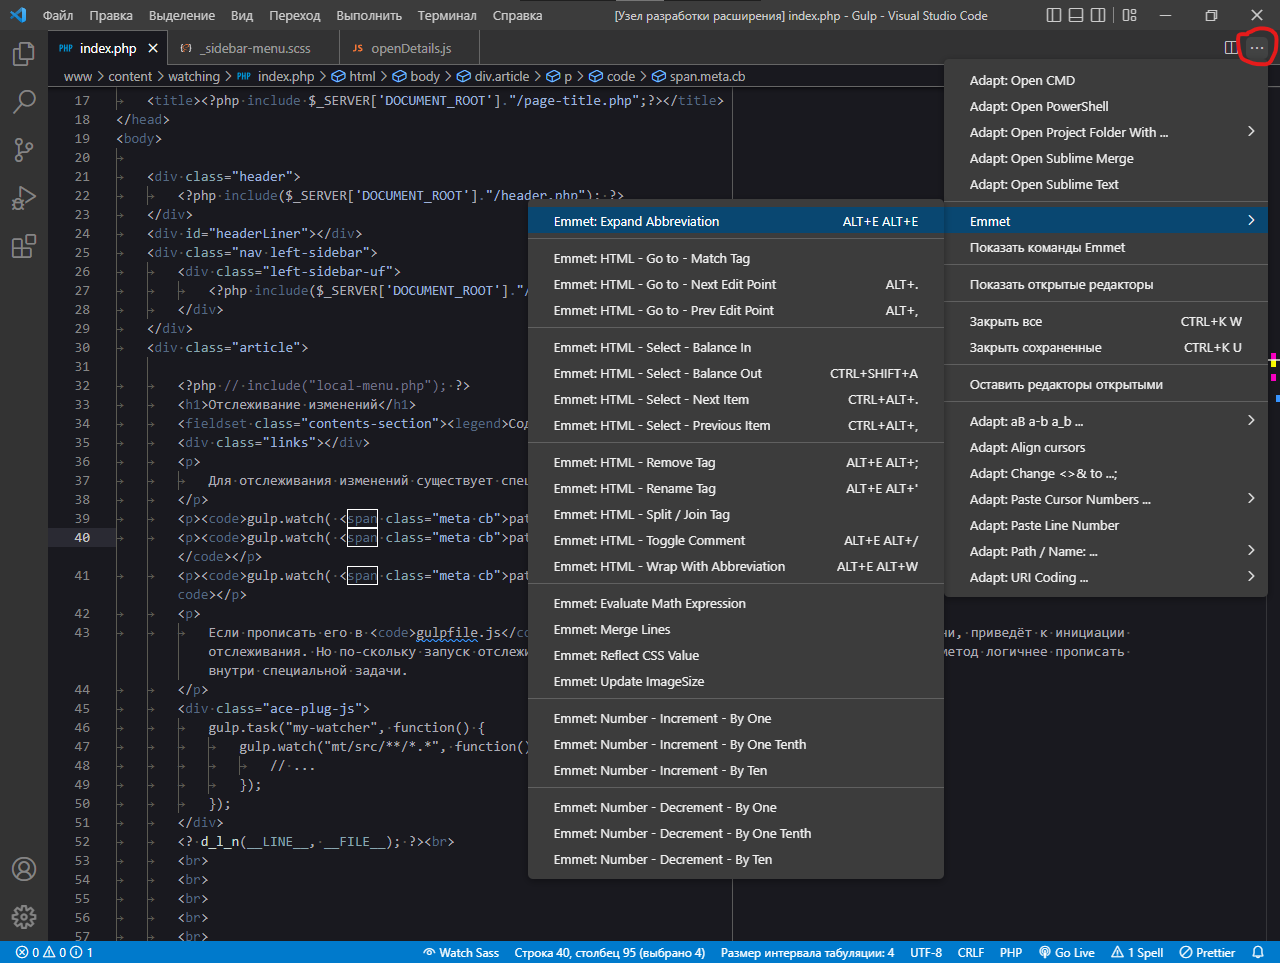 Файл Правка Выделение Вид Переход Выполнить Терминал Справка [Узел разработки расширения] index.php - Gulp - Visual Studio Code
PHP index.php _sidebar-menu.scss JS openDetails.js
www > content > watching > PHP index.php > html > body > div.article > p > code > span.meta.cb
17 <title><?php include $_SERVER['DOCUMENT_ROOT']."/page-title.php";?></title>
18 </head>
19 <body>
20
21 <div class="header">
22 <?php include($_SERVER['DOCUMENT_ROOT']."/header.php"); ?>
23 </div>
24 <div id="headerLiner"></div>
25 <div class="nav left-sidebar">
26 <div class="left-sidebar-uf">
27 <?php include($_SERVER['DOCUMENT_ROOT']."/
28 </div>
29 </div>
30 <div class="article">
31
32 <?php // include("local-menu.php"); ?>
33 <h1>Отслеживание изменений</h1>
34 <fieldset class="contents-section"><legend>Сод
35 <div class="links"></div>
36 <p>
37 Для отслеживания изменений существует спец
38 </p>
39 <p><code>gulp.watch( <span class="meta cb">pat
40 <p><code>gulp.watch( <span class="meta cb">pat
</code></p>
41 <p><code>gulp.watch( <span class="meta cb">pat
code></p>
42 <p>
43 Если прописать его в <code>gulpfile.js</co ни, приведёт к инициации
отслеживания. Но по-скольку запуск отслежи метод логичнее прописать
внутри специальной задачи.
44 </p>
45 <div class="ace-plug-js">
46 gulp.task("my-watcher", function() {
47 gulp.watch("mt/src/**/*.*", function()
48 // ...
49 });
50 });
51 </div>
52 <? d_l_n(__LINE__, __FILE__); ?><br>
53 <br>
54 <br>
55 <br>
56 <br>
57 <br>
Adapt: Open CMD
Adapt: Open PowerShell
Adapt: Open Project Folder With ...
Adapt: Open Sublime Merge
Adapt: Open Sublime Text
Emmet
Показать команды Emmet
Показать открытые редакторы
Закрыть все CTRL+K W
Закрыть сохраненные CTRL+K U
Оставить редакторы открытыми
Adapt: aB a-b a_b ...
Adapt: Align cursors
Adapt: Change <>& to ...;
Adapt: Paste Cursor Numbers ...
Adapt: Paste Line Number
Adapt: Path / Name: ...
Adapt: URI Coding ...
Emmet: Expand Abbreviation ALT+E ALT+E
Emmet: HTML - Go to - Match Tag
Emmet: HTML - Go to - Next Edit Point ALT+.
Emmet: HTML - Go to - Prev Edit Point ALT+,
Emmet: HTML - Select - Balance In
Emmet: HTML - Select - Balance Out CTRL+SHIFT+A
Emmet: HTML - Select - Next Item CTRL+ALT+.
Emmet: HTML - Select - Previous Item CTRL+ALT+,
Emmet: HTML - Remove Tag ALT+E ALT+;
Emmet: HTML - Rename Tag ALT+E ALT+'
Emmet: HTML - Split / Join Tag
Emmet: HTML - Toggle Comment ALT+E ALT+/
Emmet: HTML - Wrap With Abbreviation ALT+E ALT+W
Emmet: Evaluate Math Expression
Emmet: Merge Lines
Emmet: Reflect CSS Value
Emmet: Update ImageSize
Emmet: Number - Increment - By One
Emmet: Number - Increment - By One Tenth
Emmet: Number - Increment - By Ten
Emmet: Number - Decrement - By One
Emmet: Number - Decrement - By One Tenth
Emmet: Number - Decrement - By Ten
0 0 1 Watch Sass Строка 40, столбец 95 (выбрано 4) Размер интервала табуляции: 4 UTF-8 CRLF PHP Go Live 1 Spell Prettier